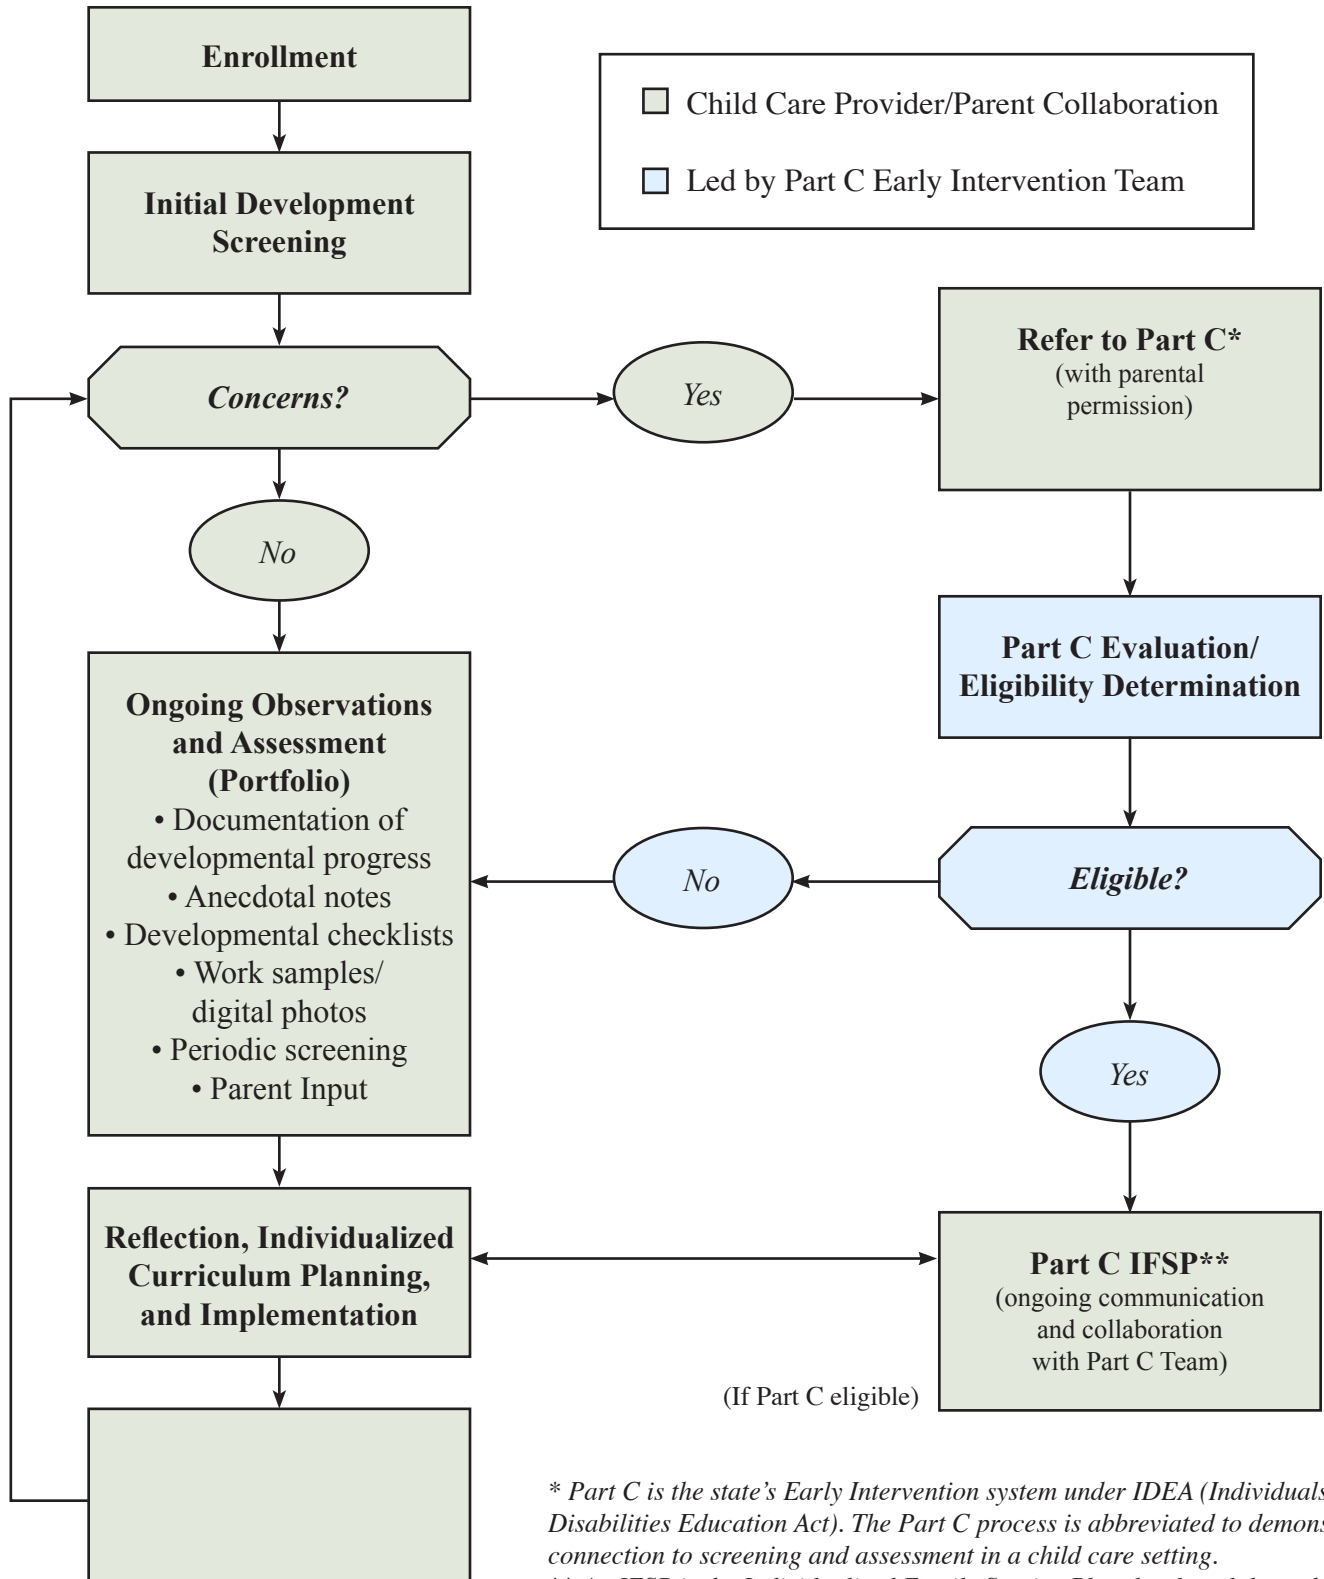 Enrollment
Child Care Provider/Parent Collaboration
Led by Part C Early Intervention Team
Initial Development
Screening
Concerns?
Yes
Refer to Part C*
(with parental
permission)
No
Part C Evaluation/
Eligibility Determination
Ongoing Observations
and Assessment
(Portfolio)
• Documentation of
developmental progress
• Anecdotal notes
• Developmental checklists
• Work samples/
digital photos
• Periodic screening
• Parent Input
No
Eligible?
Yes
Reflection, Individualized
Curriculum Planning,
and Implementation
Part C IFSP**
(ongoing communication
and collaboration
with Part C Team)
(If Part C eligible)
* Part C is the state’s Early Intervention system under IDEA (Individuals
Disabilities Education Act). The Part C process is abbreviated to demons
connection to screening and assessment in a child care setting.